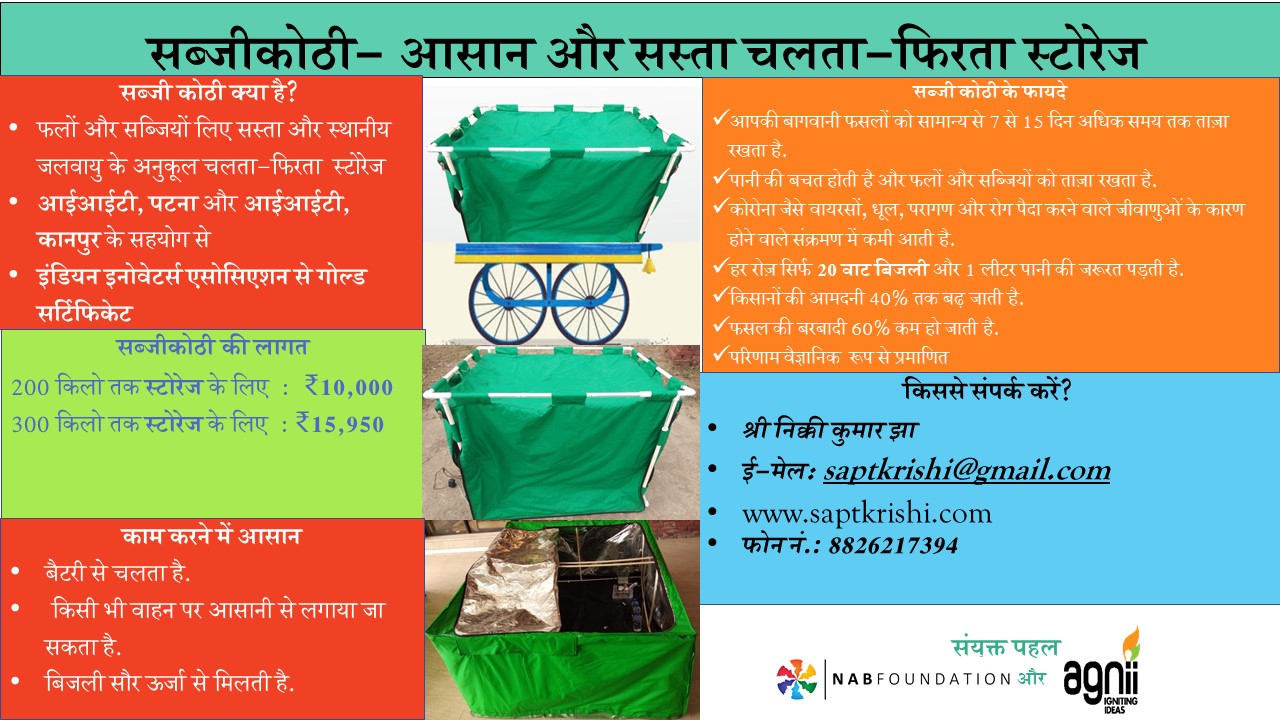 सब्जीकोठी- आसान और सस्ता चलता-फिरता स्टोरेज
सब्जी कोठी क्या है?
• फलों और सब्जियों लिए सस्ता और स्थानीय
जलवायु के अनुकूल चलता-फिरता स्टोरेज
• आईआईटी, पटना और आईआईटी,
कानपुर के सहयोग से
• इंडियन इनोवेटर्स एसोसिएशन से गोल्ड
सर्टिफिकेट
सब्जीकोठी की लागत
200 किलो तक स्टोरेज के लिए : ₹10,000
300 किलो तक स्टोरेज के लिए : ₹15,950
काम करने में आसान
• बैटरी से चलता है.
• किसी भी वाहन पर आसानी से लगाया जा
सकता है.
• बिजली सौर ऊर्जा से मिलती है.
सब्जी कोठी के फायदे
✓आपकी बागवानी फसलों को सामान्य से 7 से 15 दिन अधिक समय तक ताज़ा
रखता है.
✓पानी की बचत होती है और फलों और सब्जियों को ताज़ा रखता है.
✓कोरोना जैसे वायरसों, धूल, परागण और रोग पैदा करने वाले जीवाणुओं के कारण
होने वाले संक्रमण में कमी आती है.
✓हर रोज़ सिर्फ 20 वाट बिजली और 1 लीटर पानी की जरूरत पड़ती है.
✓किसानों की आमदनी 40% तक बढ़ जाती है.
✓फसल की बरबादी 60% कम हो जाती है.
✓परिणाम वैज्ञानिक रूप से प्रमाणित
किससे संपर्क करें?
• श्री निक्की कुमार झा
• ई-मेल: saptkrishi@gmail.com
• www.saptkrishi.com
• फोन नं.: 8826217394
संयक्त पहल
NABFOUNDATION और agnii
IGNITING
IDEAS